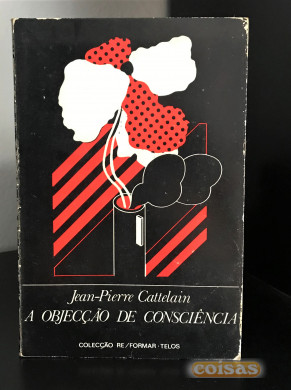 Jean-Pierre Cattelain
A OBJECÇÃO DE CONSCIÊNCIA
COLECÇÃO RE/FORMAR·TELOS
coisas